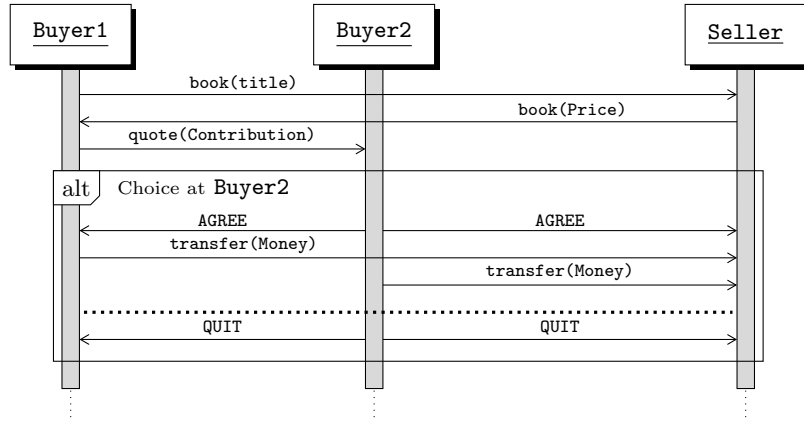 Buyer1 Buyer2 Seller
book(title)
book(Price)
quote(Contribution)
alt Choice at Buyer2
AGREE AGREE
transfer(Money)
transfer(Money)
QUIT QUIT